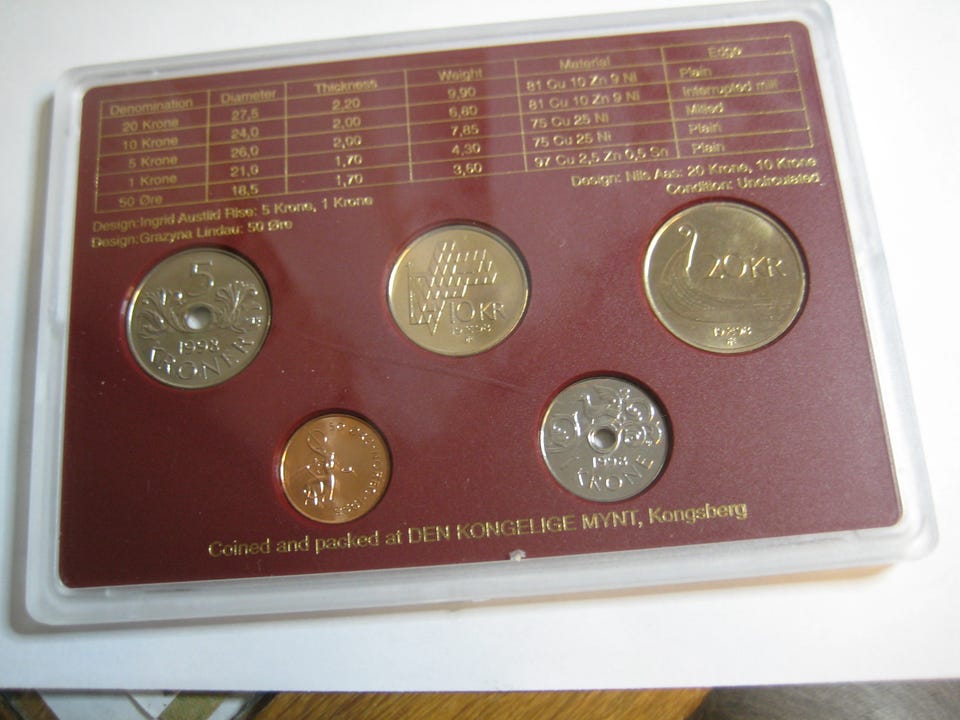 Denomination Diameter Thickness Weight Material Edge
20 Krone 27,5 2,20 9,90 81 Cu 10 Zn 9 Ni Plain
10 Krone 24,0 2,00 6,80 81 Cu 10 Zn 9 Ni Interrupted mill
5 Krone 26,0 2,00 7,85 75 Cu 25 Ni Milled
1 Krone 21,0 1,70 4,30 75 Cu 25 Ni Plain
50 Øre 18,5 1,70 3,60 97 Cu 2,5 Zn 0,5 Sn Plain
Design:Ingrid Austlid Rise: 5 Krone, 1 Krone
Design:Grazyna Lindau: 50 Øre
Design: Nils Aas: 20 Krone, 10 Krone
Condition: Uncirculated
5
1998
KRONER
10KR
20KR
1998
KRONE
Coined and packed at DEN KONGELIGE MYNT, Kongsberg